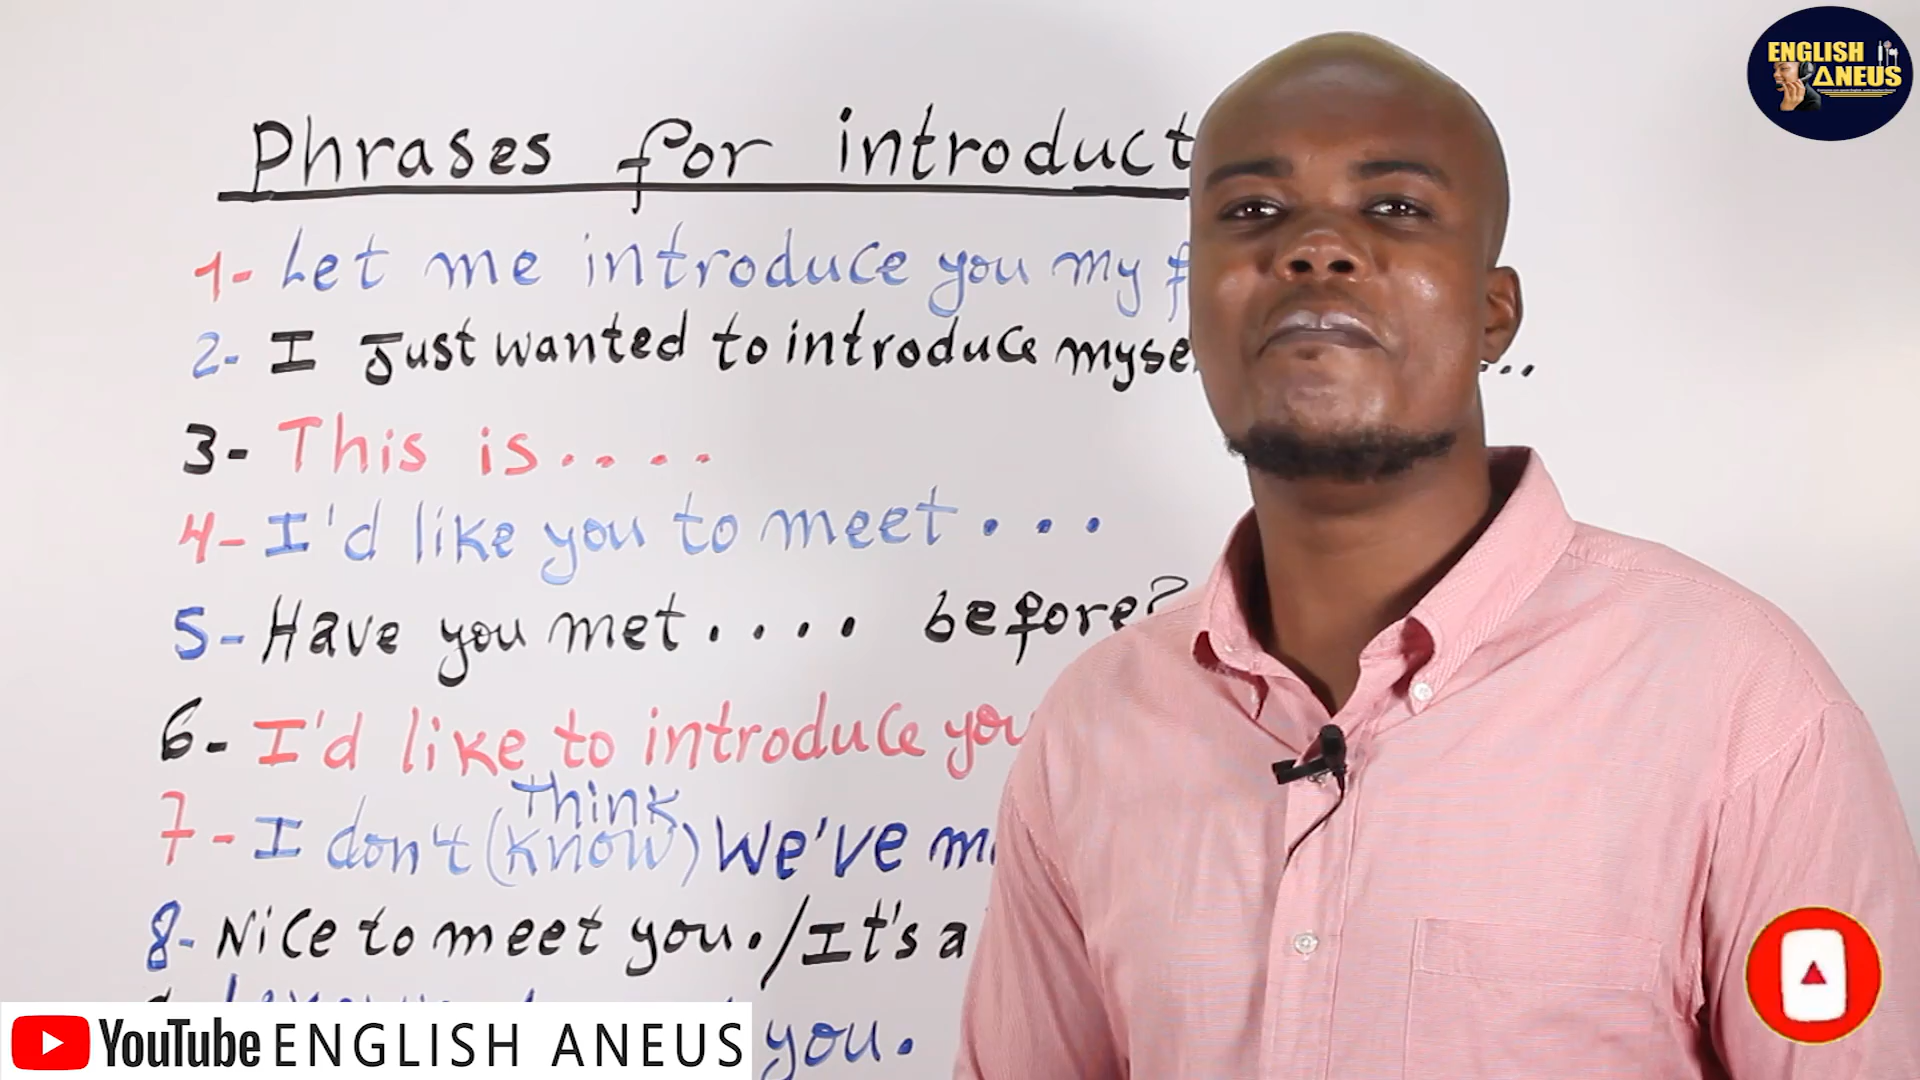 ENGLISH
ANEUS
Phrases for introduct
1- Let me introduce you my f
2- I Just wanted to introduce myse ...
3- This is....
4- I'd like you to meet...
5- Have you met.... before?
6- I'd like to introduce you
Think
7- I don't (know) We've m
8- Nice to meet you./It's a
you.
YouTube ENGLISH ANEUS